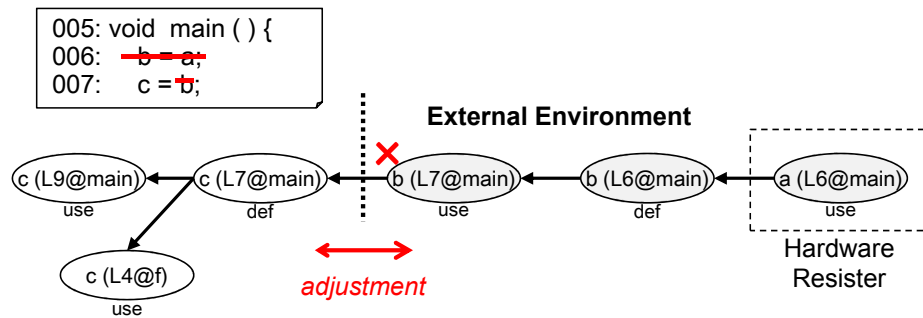 005: void main ( ) {
006: b = a;
007: c = b;
External Environment
c (L9@main)
use
c (L7@main)
def
b (L7@main)
use
b (L6@main)
def
a (L6@main)
use
c (L4@f)
use
adjustment
Hardware
Resister